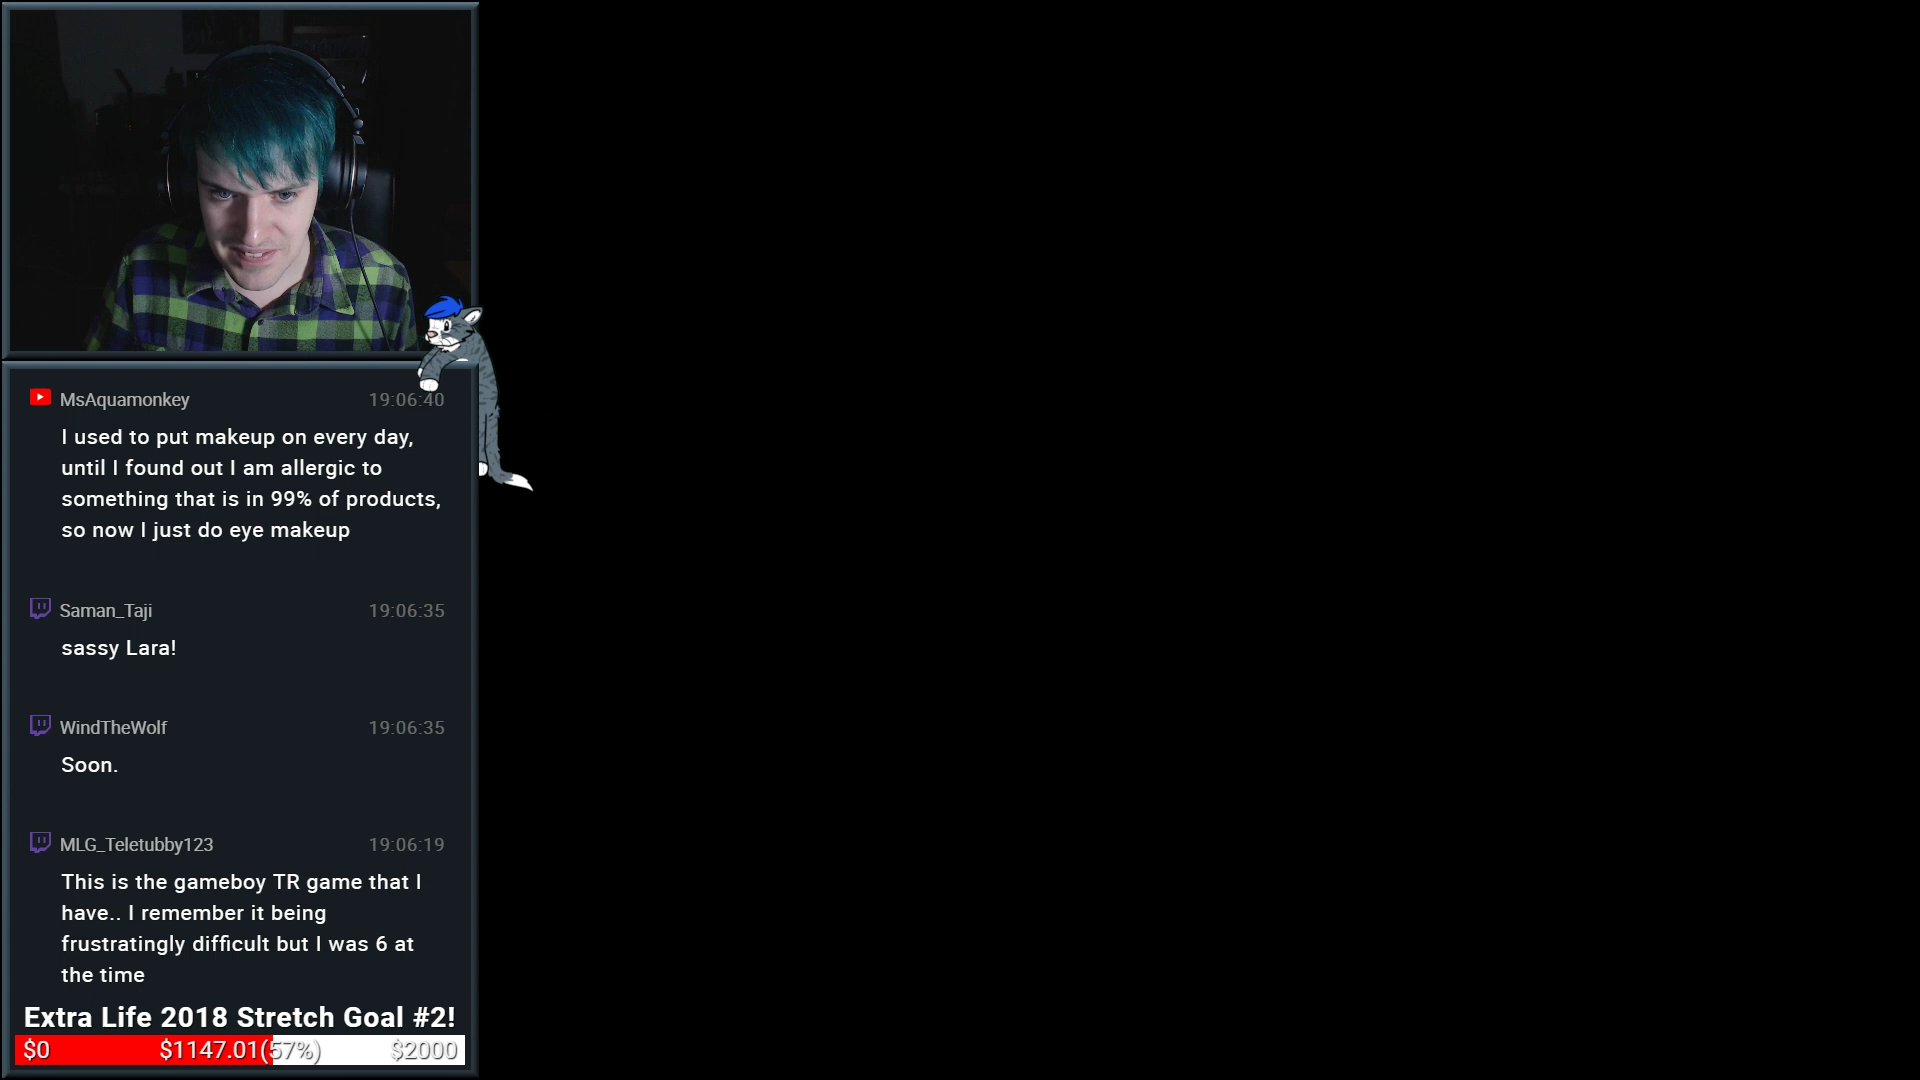 MsAquamonkey 19:06:40
I used to put makeup on every day,
until I found out I am allergic to
something that is in 99% of products,
so now I just do eye makeup
Saman_Taji 19:06:35
sassy Lara!
WindTheWolf 19:06:35
Soon.
MLG_Teletubby123 19:06:19
This is the gameboy TR game that I
have.. I remember it being
frustratingly difficult but I was 6 at
the time
Extra Life 2018 Stretch Goal #2!
$0 $1147.01(57%) $2000